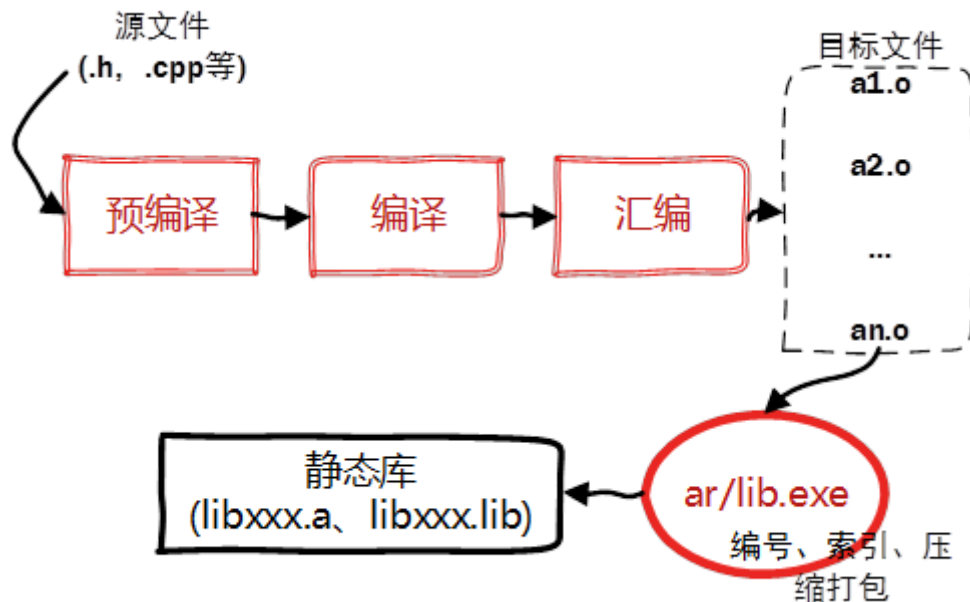 源文件
(.h， .cpp等)
目标文件
a1.o
a2.o
...
an.o
预编译
编译
汇编
ar/lib.exe
编号、索引、压
缩打包
静态库
(libxxx.a、libxxx.lib)